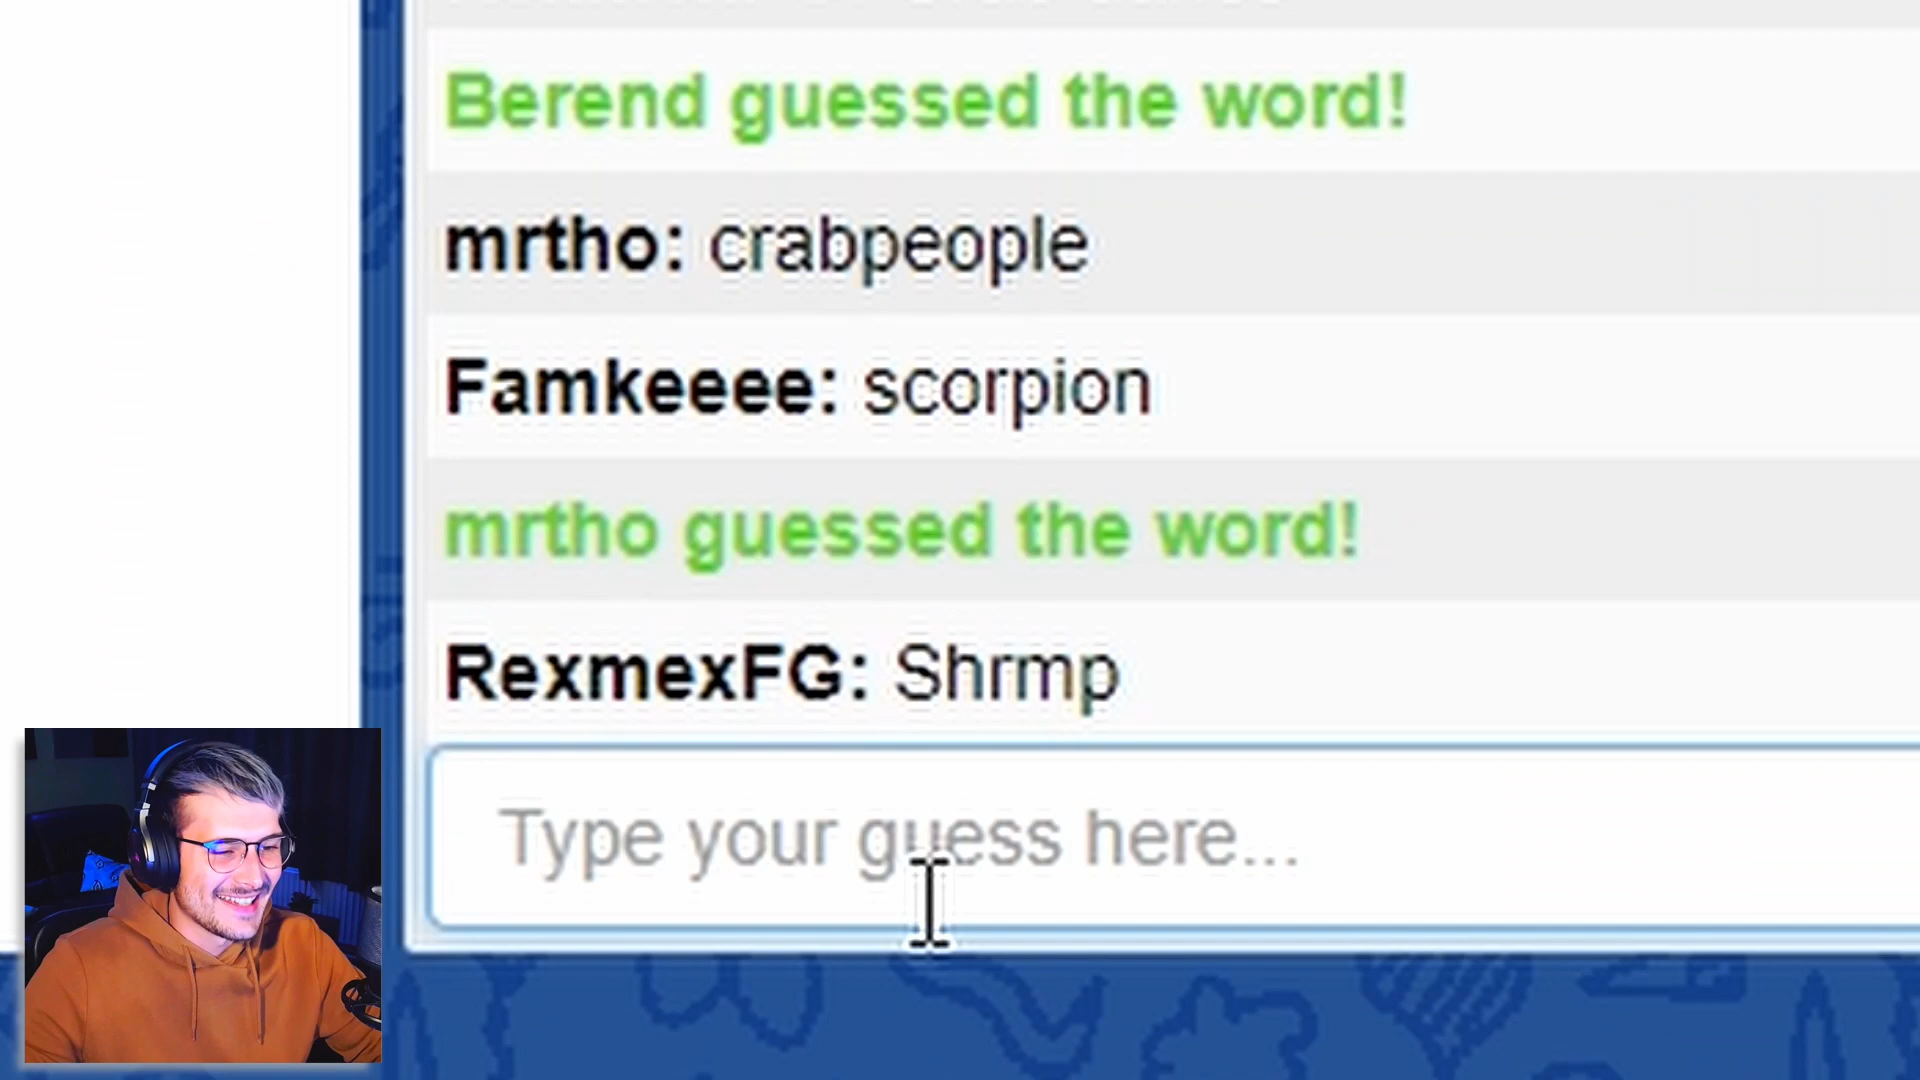 Berend guessed the word!
mrtho: crabpeople
Famkeeee: scorpion
mrtho guessed the word!
RexmexFG: Shrmp
Type your guess here...